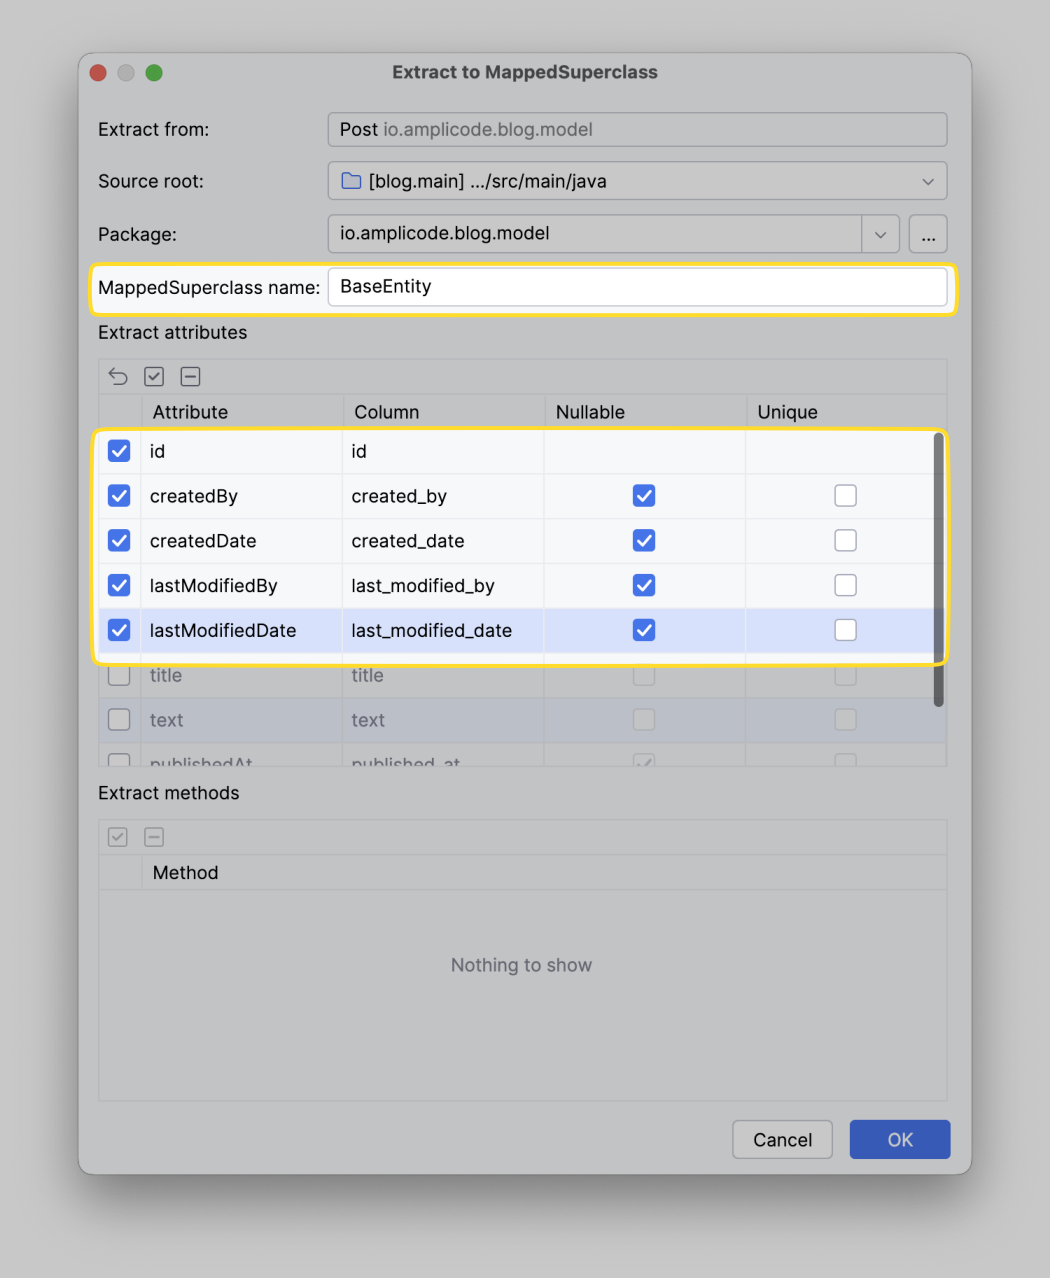 Extract to MappedSuperclass
Extract from: Post io.amplicode.blog.model
Source root: [blog.main] .../src/main/java
Package: io.amplicode.blog.model ...
MappedSuperclass name: BaseEntity
Extract attributes
Attribute Column Nullable Unique
id id
createdBy created_by
createdDate created_date
lastModifiedBy last_modified_by
lastModifiedDate last_modified_date
title title
text text
publishedAt published_at
Extract methods
Method
Nothing to show
Cancel OK